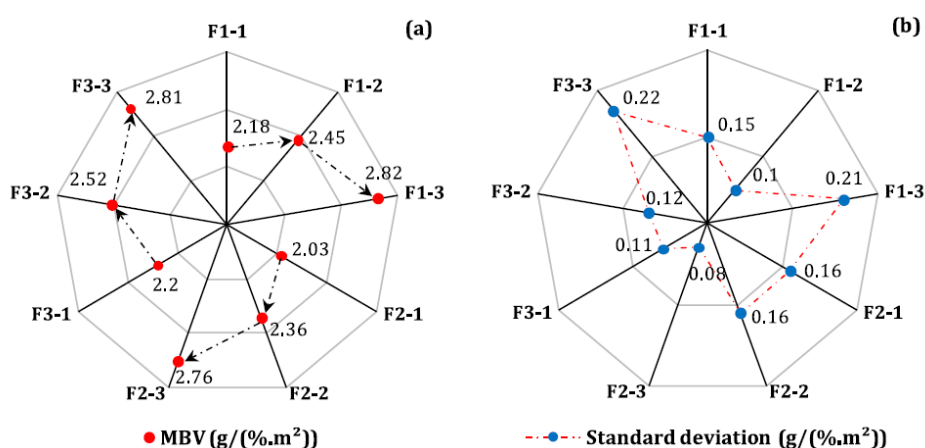 (a)
F1-1
F1-2
F1-3
F2-1
F2-2
F2-3
F3-1
F3-2
F3-3
2.18
2.45
2.82
2.03
2.36
2.76
2.2
2.52
2.81
MBV (g/(%.m²))
(b)
F1-1
F1-2
F1-3
F2-1
F2-2
F2-3
F3-1
F3-2
F3-3
0.15
0.1
0.21
0.16
0.16
0.08
0.11
0.12
0.22
Standard deviation (g/(%.m²))